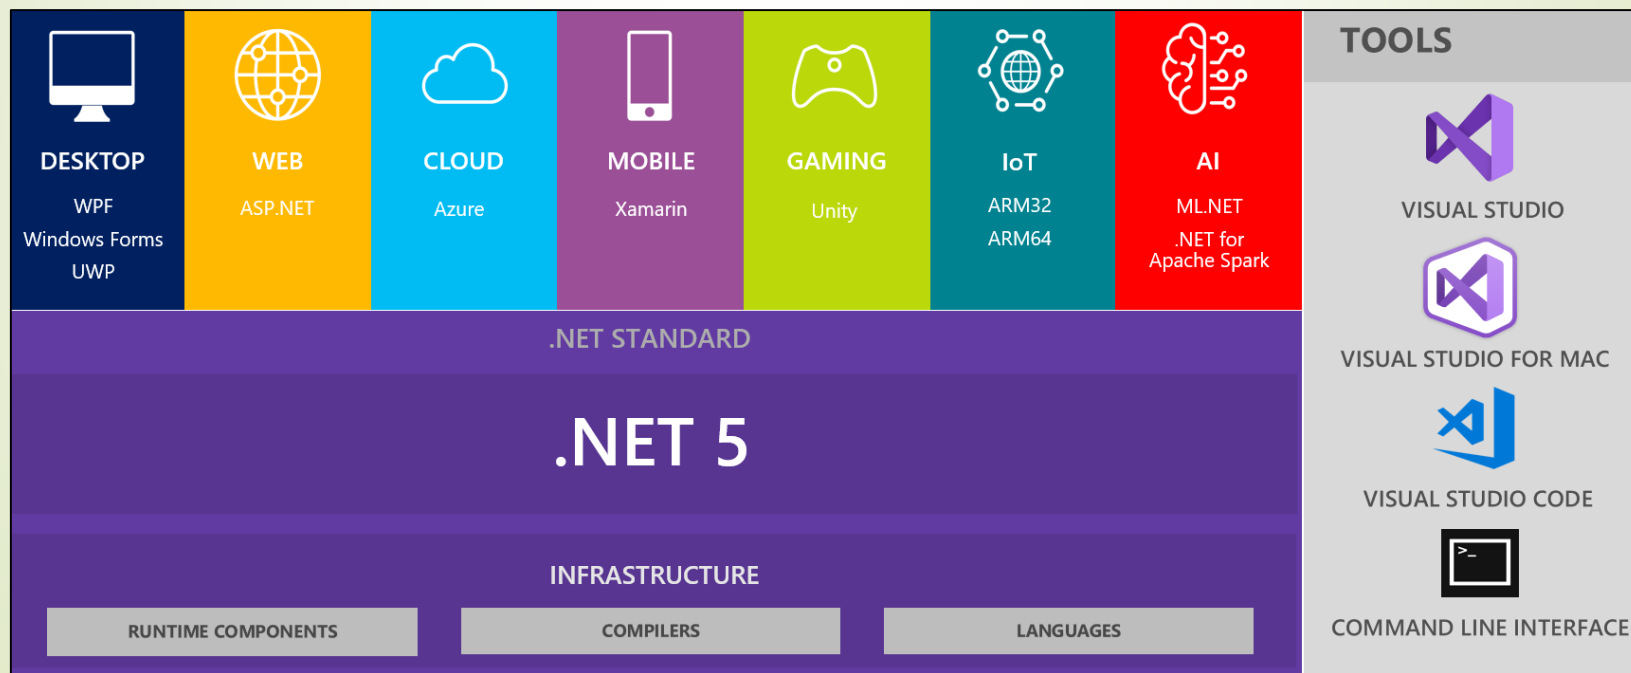 DESKTOP
WPF
Windows Forms
UWP
WEB
ASP.NET
CLOUD
Azure
MOBILE
Xamarin
GAMING
Unity
IoT
ARM32
ARM64
AI
ML.NET
.NET for
Apache Spark
.NET STANDARD
.NET 5
INFRASTRUCTURE
RUNTIME COMPONENTS
COMPILERS
LANGUAGES
TOOLS
VISUAL STUDIO
VISUAL STUDIO FOR MAC
VISUAL STUDIO CODE
>_
COMMAND LINE INTERFACE